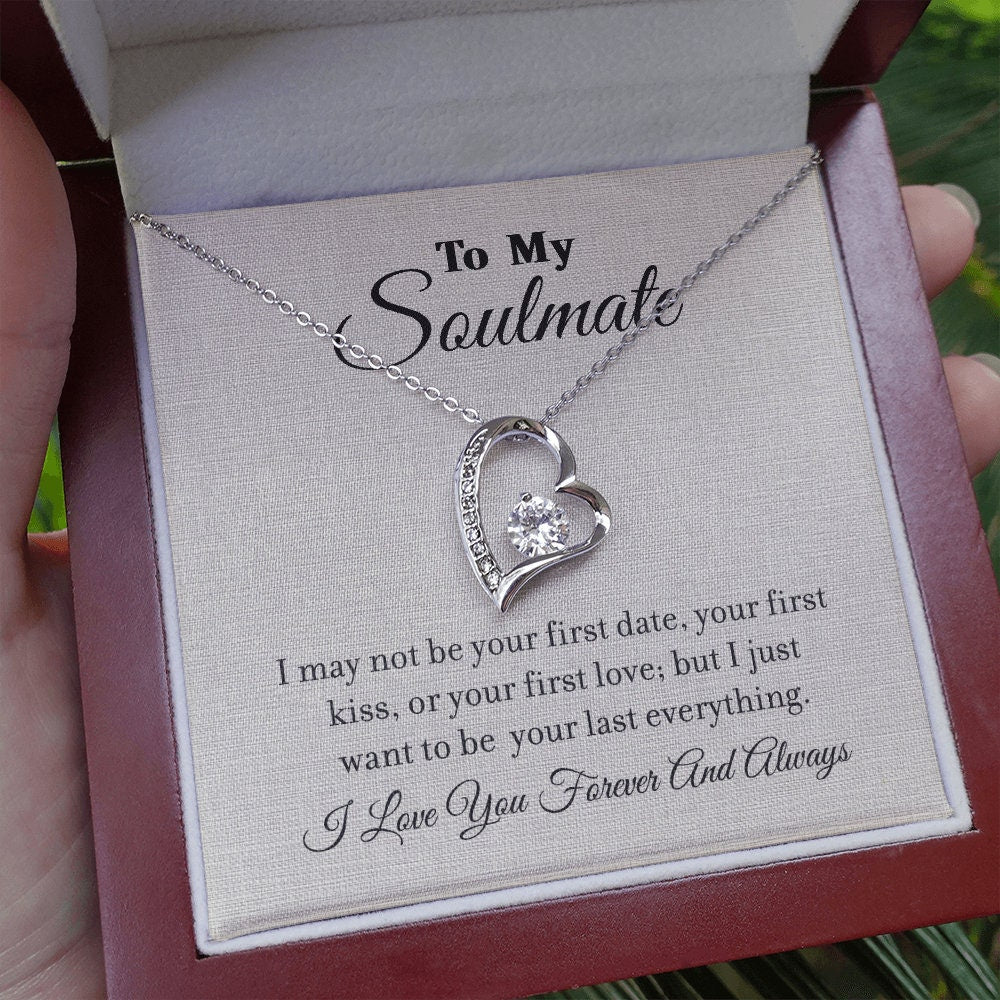 To My
Soulmate
I may not be your first date, your first
kiss, or your first love; but I just
want to be your last everything.
I Love You Forever And Always